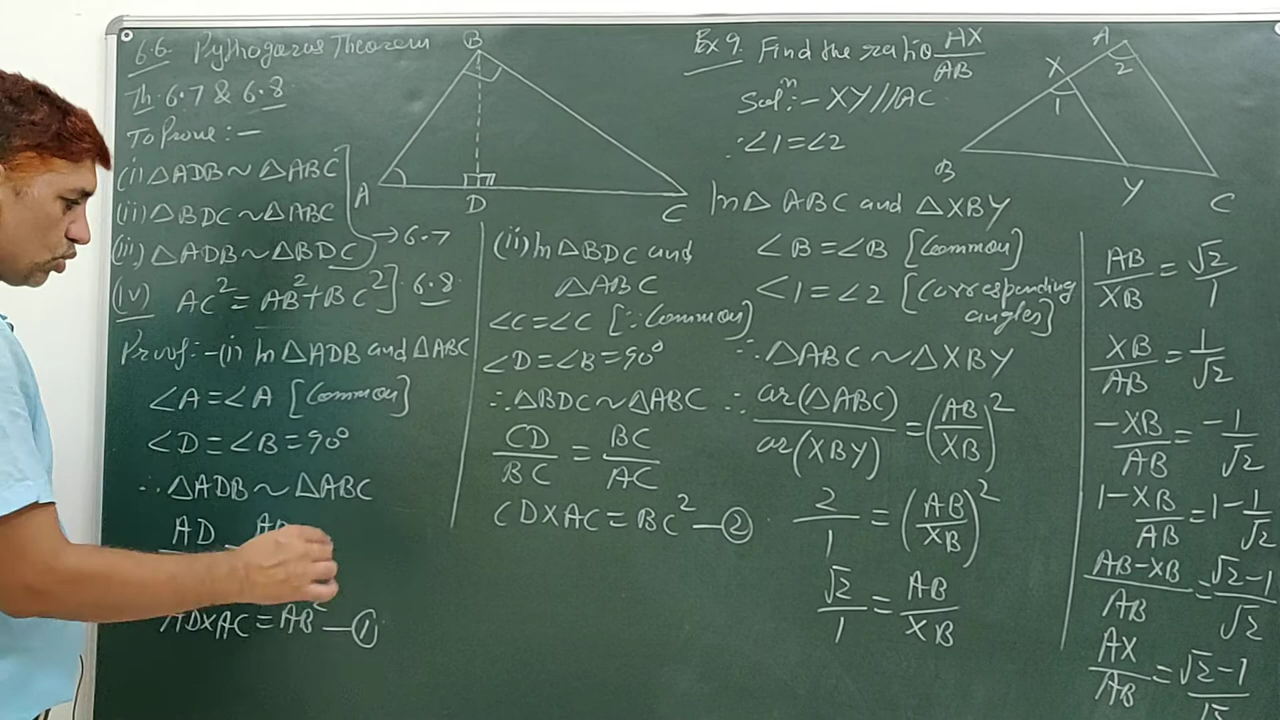 6.6. Pythagorus Theorem
Th. 6.7 & 6.8.
To Prove :-
(i) △ADB ~ △ABC
(ii) △BDC ~ △ABC
(iii) △ADB ~ △BDC → 6.7
(iv) AC² = AB² + BC² ] 6.8
Proof:-(i) In △ADB and △ABC
∠A = ∠A [Common]
∠D = ∠B = 90°
∴ △ADB ~ △ABC
AD
ADXAC = AB² — ①
B
A
D
C
(ii) In △BDC and
△ABC
∠C = ∠C [∵ Common]
∠D = ∠B = 90°
∴ △BDC ~ △ABC
CD/BC = BC/AC
CDXAC = BC² — ②
Ex 9. Find the ratio AX/AB
Solⁿ:- XY//AC
∴ ∠1 = ∠2
A
2
X
1
B
Y
C
In △ ABC and △XBY
∠B = ∠B [Common]
∠1 = ∠2 [Corresponding
angles]
∴ △ABC ~ △XBY
∴ ar(△ABC)/ar(XBY) = (AB/XB)²
2/1 = (AB/XB)²
√2/1 = AB/XB
AB/XB = √2/1
XB/AB = 1/√2
-XB/AB = -1/√2
1-XB/AB = 1-1/√2
AB-XB/AB = √2-1/√2
AX/AB = √2-1/√2